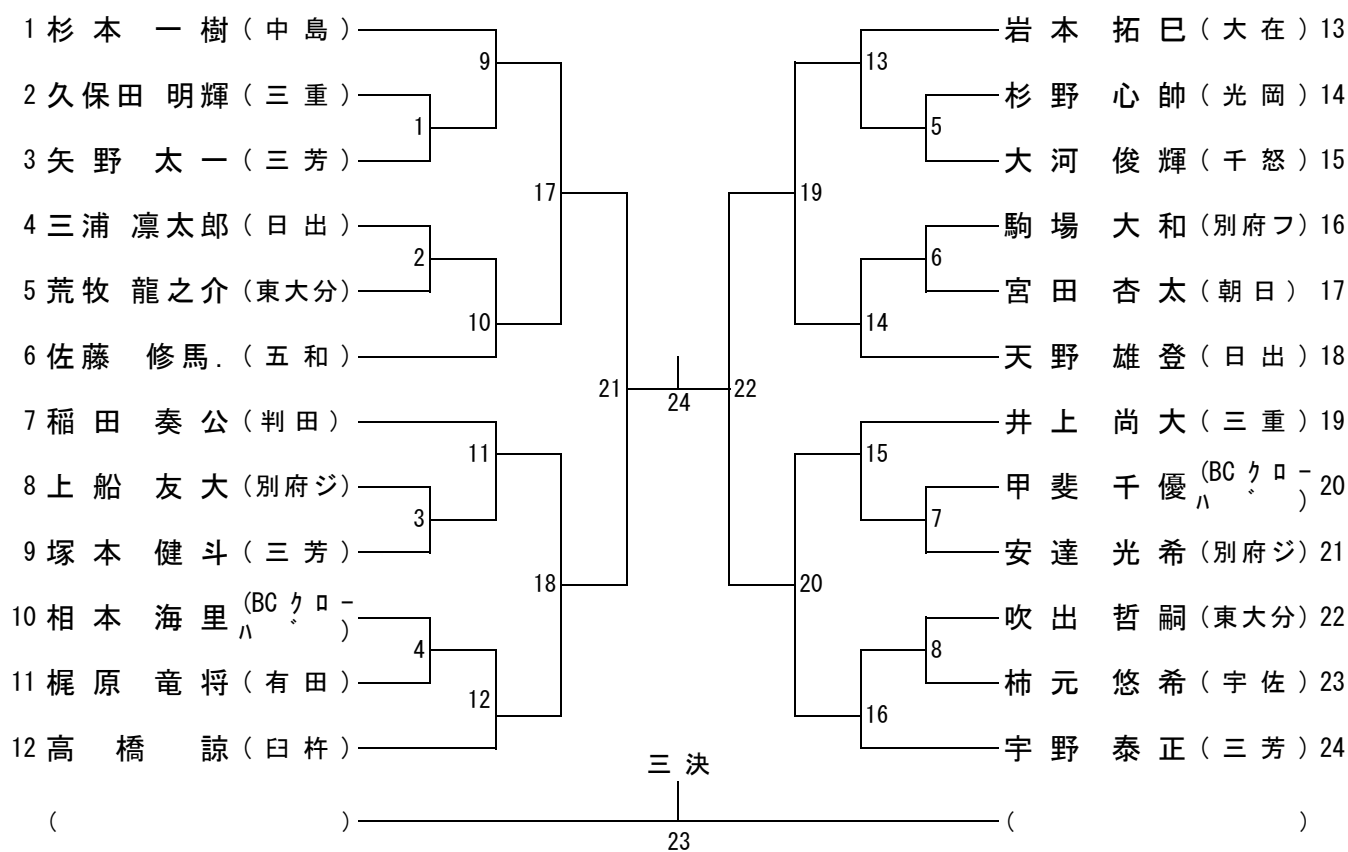 1 杉本 一樹 (中島)
2 久保田 明輝 (三重)
3 矢野 太一 (三芳)
4 三浦 凛太郎 (日出)
5 荒牧 龍之介 (東大分)
6 佐藤 修馬. (五和)
7 稲田 奏公 (判田)
8 上船 友大 (別府ジ)
9 塚本 健斗 (三芳)
10 相本 海里 (BC クローバ゛)
11 梶原 竜将 (有田)
12 高橋 諒 (臼杵)
( )
9
1
17
2
10
21
11
3
18
4
12
24
三決
23
22
13
5
19
6
14
15
7
20
8
16
岩本 拓巳 (大在) 13
杉野 心帥 (光岡) 14
大河 俊輝 (千怒) 15
駒場 大和 (別府フ) 16
宮田 杏太 (朝日) 17
天野 雄登 (日出) 18
井上 尚大 (三重) 19
甲斐 千優 (BC クローバ゛) 20
安達 光希 (別府ジ) 21
吹出 哲嗣 (東大分) 22
柿元 悠希 (宇佐) 23
宇野 泰正 (三芳) 24
( )